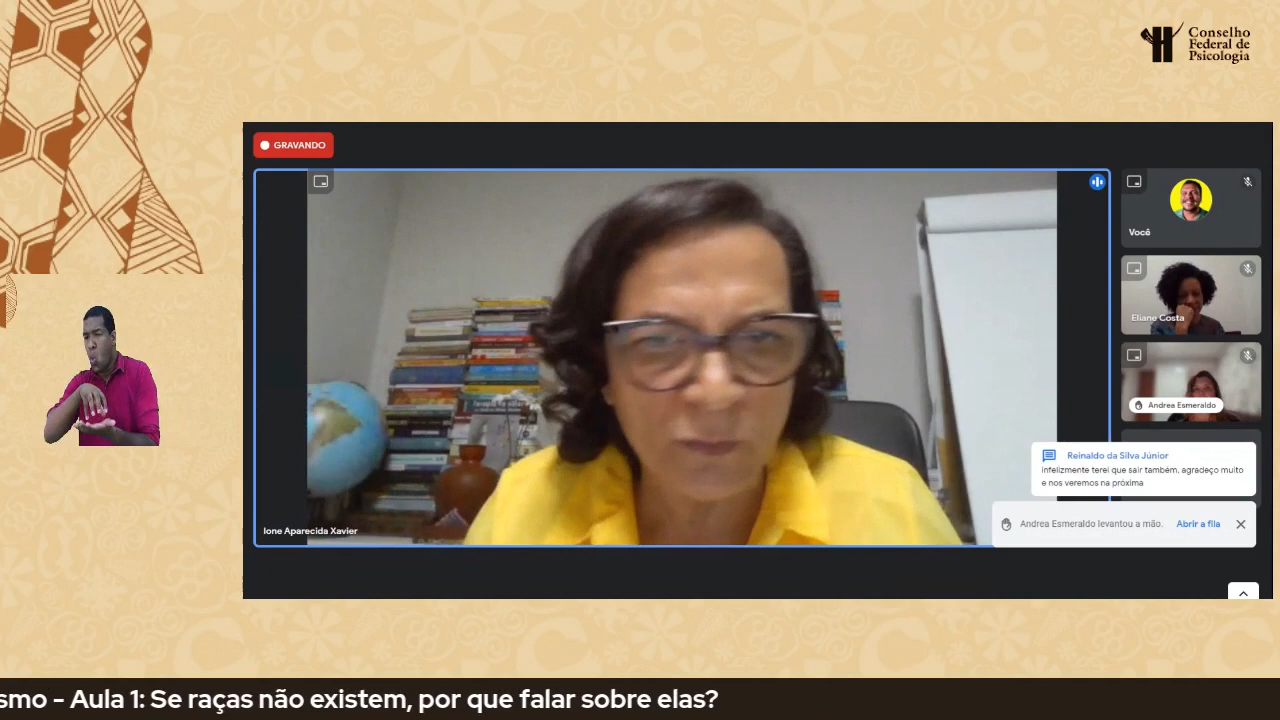 Conselho
Federal de
Psicologia
GRAVANDO
Você
Eliane Costa
Andrea Esmeraldo
Reinaldo da Silva Júnior
infelizmente terei que sair também, agradeço muito
e nos veremos na próxima
Andrea Esmeraldo levantou a mão. Abrir a fila
Ione Aparecida Xavier
smo - Aula 1: Se raças não existem, por que falar sobre elas?